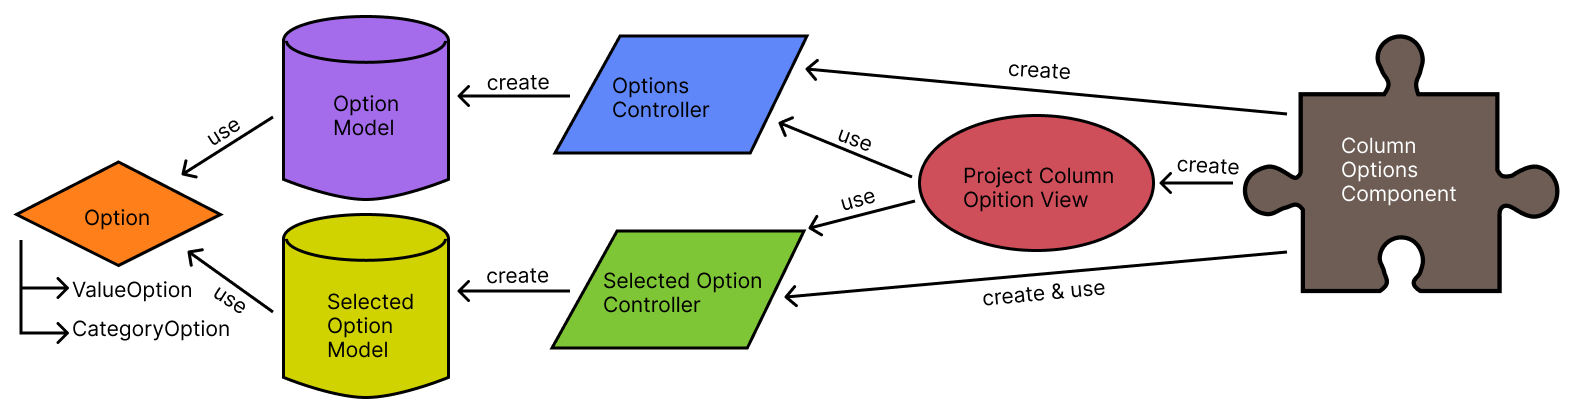 Option
Model
create
Options
Controller
create
use
use
Project Column
Opition View
create
Column
Options
Component
Option
ValueOption
CategoryOption
use
Selected
Option
Model
create
Selected Option
Controller
use
create & use